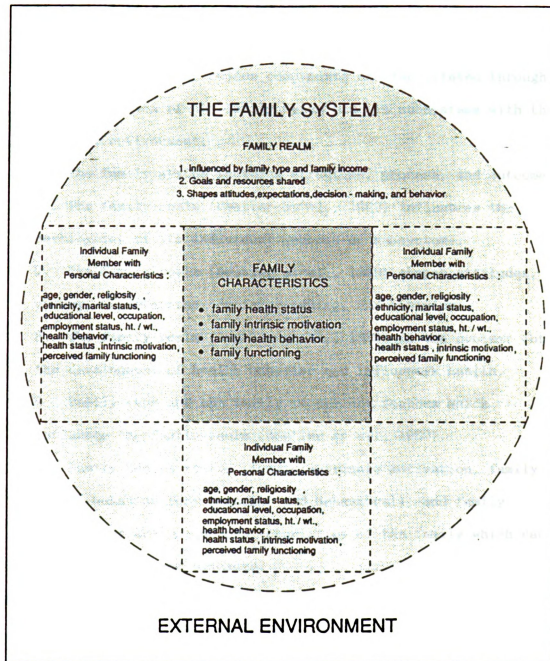 THE FAMILY SYSTEM
FAMILY REALM
1. Influenced by family type and family income
2. Goals and resources shared
3. Shapes attitudes,expectations,decision - making, and behavior
Individual Family
Member with
Personal Characteristics :
age, gender, religiosity ,
ethnicity, marital status,
educational level, occupation,
employment status, ht. / wt.,
health behavior,
health status , intrinsic motivation,
perceived family functioning
FAMILY
CHARACTERISTICS
• family health status
• family intrinsic motivation
• family health behavior
• family functioning
Individual Family
Member with
Personal Characteristics :
age, gender, religiosity ,
ethnicity, marital status,
educational level, occupation,
employment status, ht. / wt.,
health behavior,
health status , intrinsic motivation,
perceived family functioning
Individual Family
Member with
Personal Characteristics :
age, gender, religiosity ,
ethnicity, marital status,
educational level, occupation,
employment status, ht. / wt.,
health behavior,
health status , intrinsic motivation,
perceived family functioning
EXTERNAL ENVIRONMENT